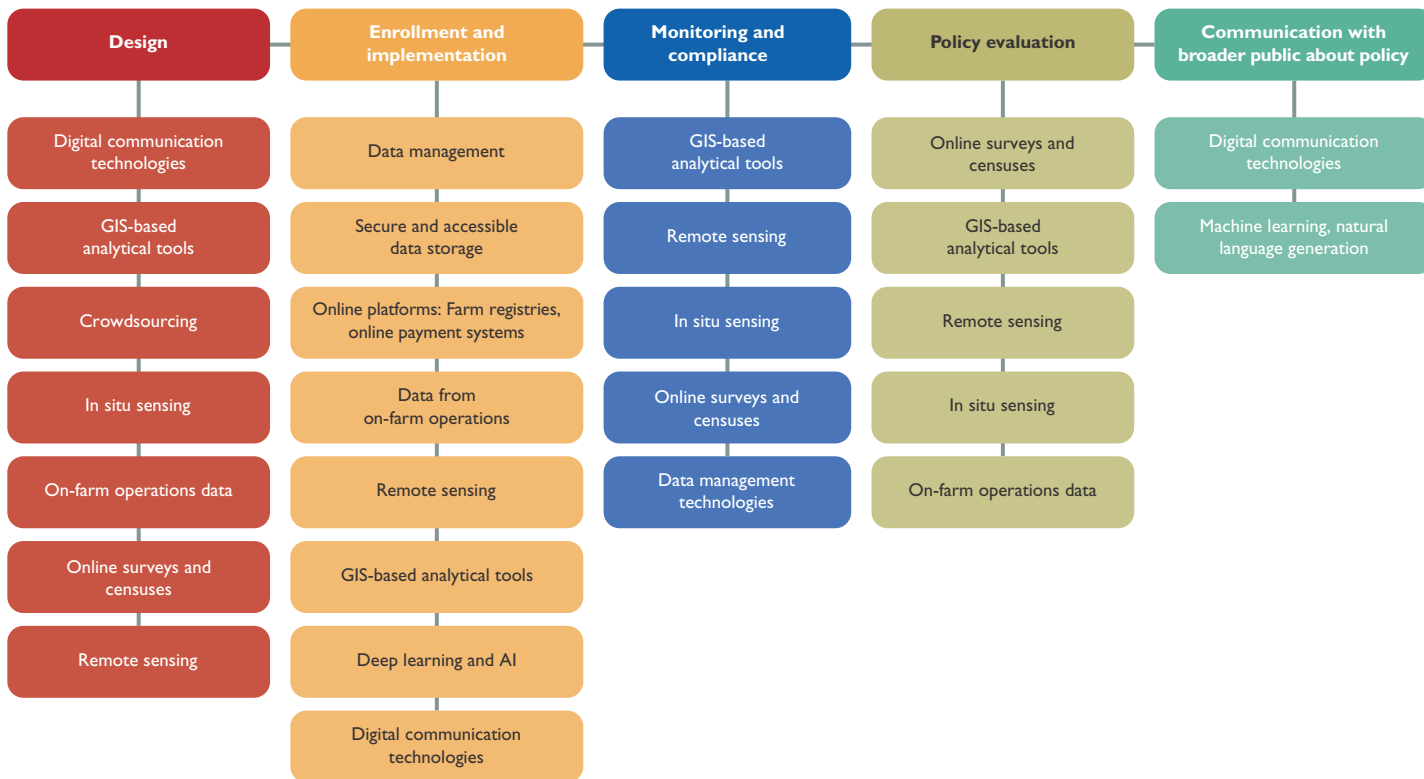 Design
Digital communication
technologies
GIS-based
analytical tools
Crowdsourcing
In situ sensing
On-farm operations data
Online surveys and
censuses
Remote sensing
Enrollment and
implementation
Data management
Secure and accessible
data storage
Online platforms: Farm registries,
online payment systems
Data from
on-farm operations
Remote sensing
GIS-based analytical tools
Deep learning and AI
Digital communication
technologies
Monitoring and
compliance
GIS-based
analytical tools
Remote sensing
In situ sensing
Online surveys and
censuses
Data management
technologies
Policy evaluation
Online surveys and
censuses
GIS-based
analytical tools
Remote sensing
In situ sensing
On-farm operations data
Communication with
broader public about policy
Digital communication
technologies
Machine learning, natural
language generation